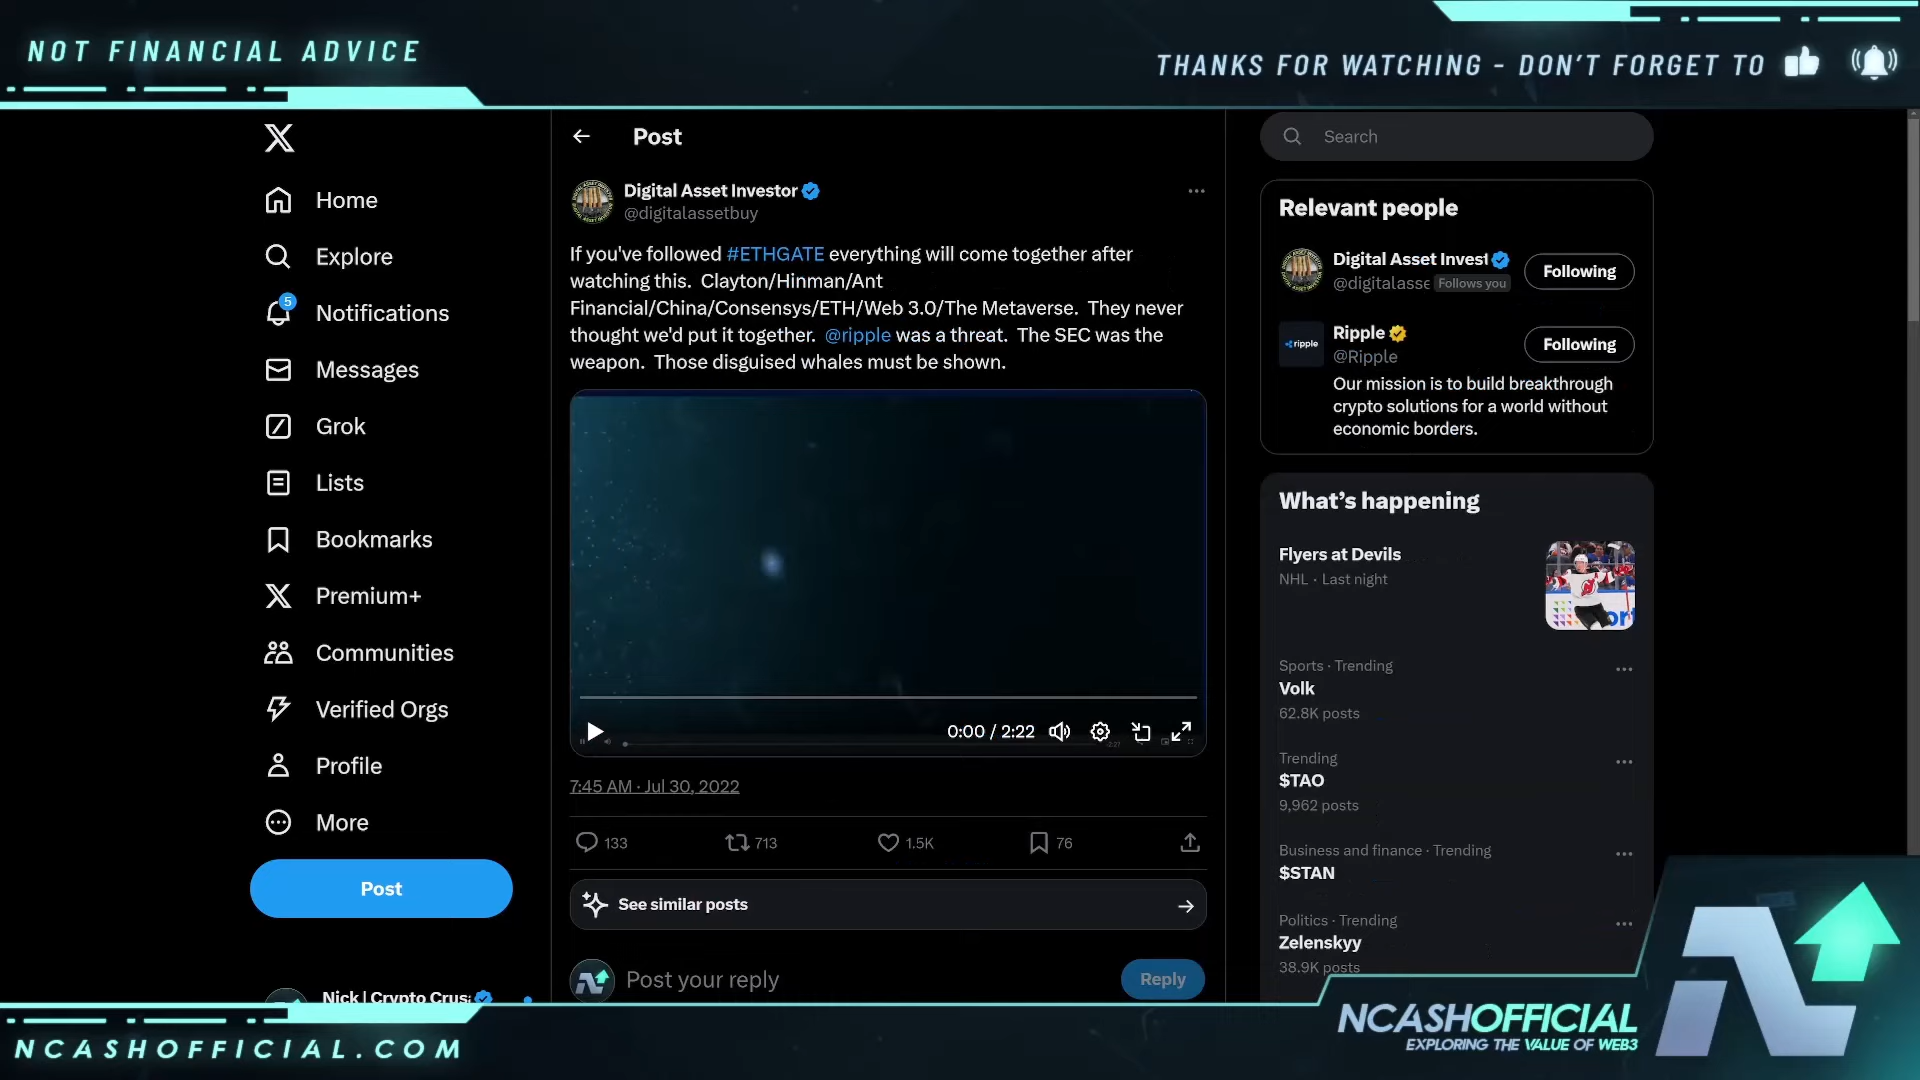 NOT FINANCIAL ADVICE
THANKS FOR WATCHING - DON'T FORGET TO
Home
Explore
5
Notifications
Messages
Grok
Lists
Bookmarks
Premium+
Communities
Verified Orgs
Profile
More
Post
Nick | Crypto Crus
Post
Digital Asset Investor
@digitalassetbuy
If you've followed #ETHGATE everything will come together after
watching this.  Clayton/Hinman/Ant
Financial/China/Consensys/ETH/Web 3.0/The Metaverse.  They never
thought we'd put it together.  @ripple was a threat.  The SEC was the
weapon.  Those disguised whales must be shown.
0:00 / 2:22
7:45 AM · Jul 30, 2022
133
713
1.5K
76
See similar posts
Post your reply
Reply
Search
Relevant people
Digital Asset Invest
@digitalasse Follows you
Following
Ripple
@Ripple
Following
ripple
Our mission is to build breakthrough
crypto solutions for a world without
economic borders.
What's happening
Flyers at Devils
NHL · Last night
Sports · Trending
Volk
62.8K posts
Trending
$TAO
9,962 posts
Business and finance · Trending
$STAN
Politics · Trending
Zelenskyy
38.9K posts
NCASHOFFICIAL.COM
NCASHOFFICIAL
EXPLORING THE VALUE OF WEB3